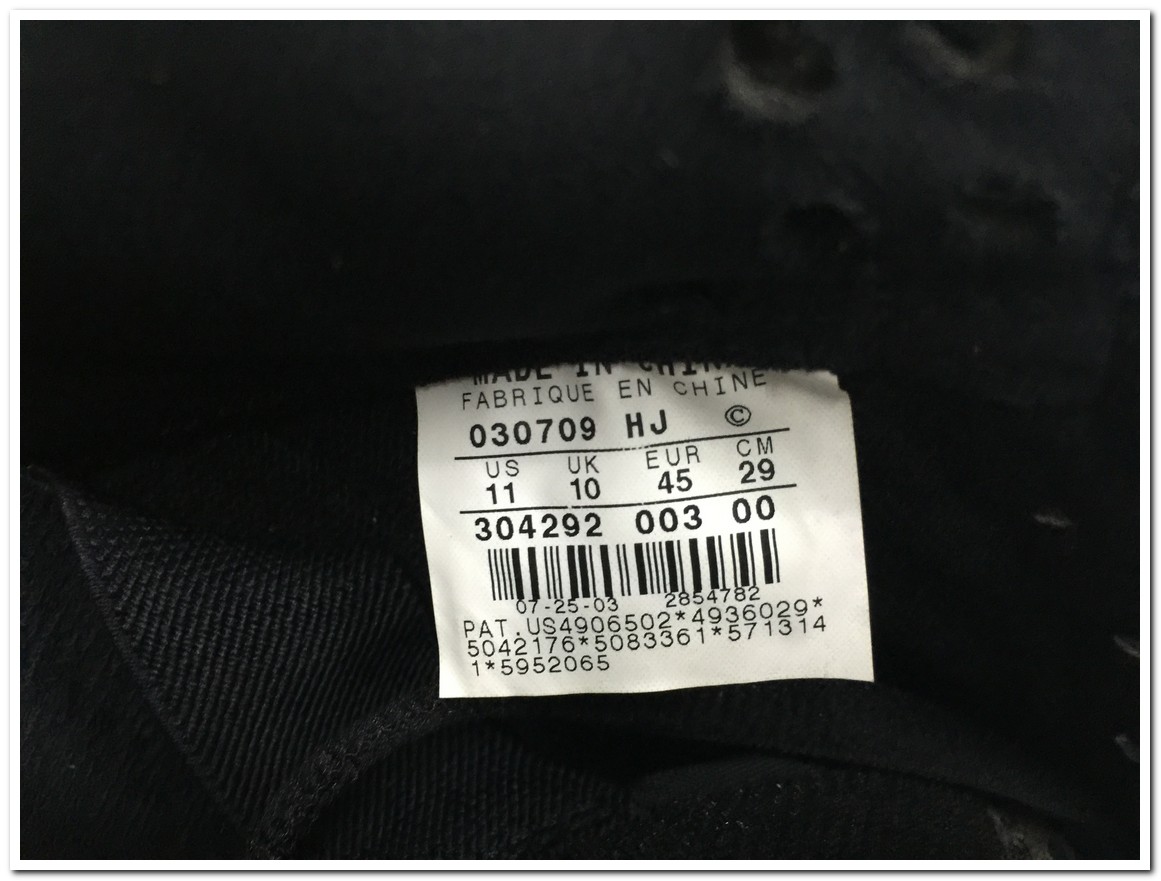 MADE IN CHINA
FABRIQUE EN CHINE
030709 HJ ©
US UK EUR CM
11 10 45 29
304292 003 00
07-25-03 2854782
PAT.US4906502*4936029*
5042176*5083361*571314
1*5952065